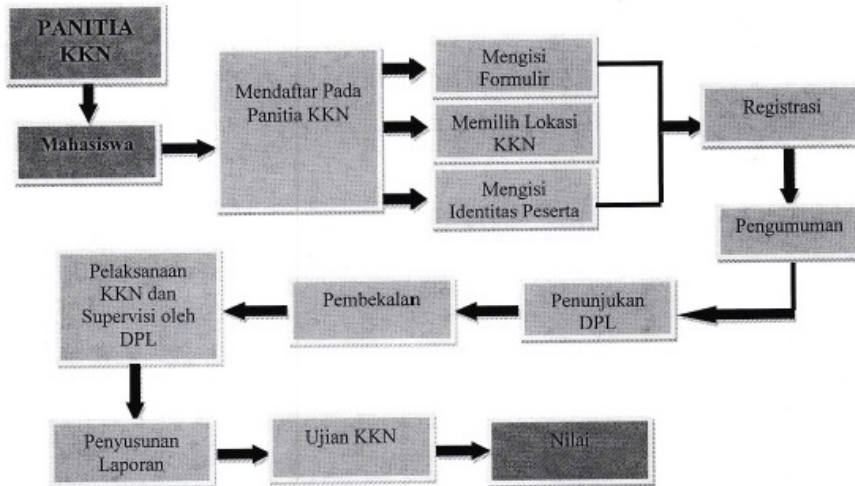 PANITIA
KKN
Mahasiswa
Mendaftar Pada
Panitia KKN
Mengisi
Formulir
Memilih Lokasi
KKN
Mengisi
Identitas Peserta
Registrasi
Pengumuman
Penunjukan
DPL
Pembekalan
Pelaksanaan
KKN dan
Supervisi oleh
DPL
Penyusunan
Laporan
Ujian KKN
Nilai